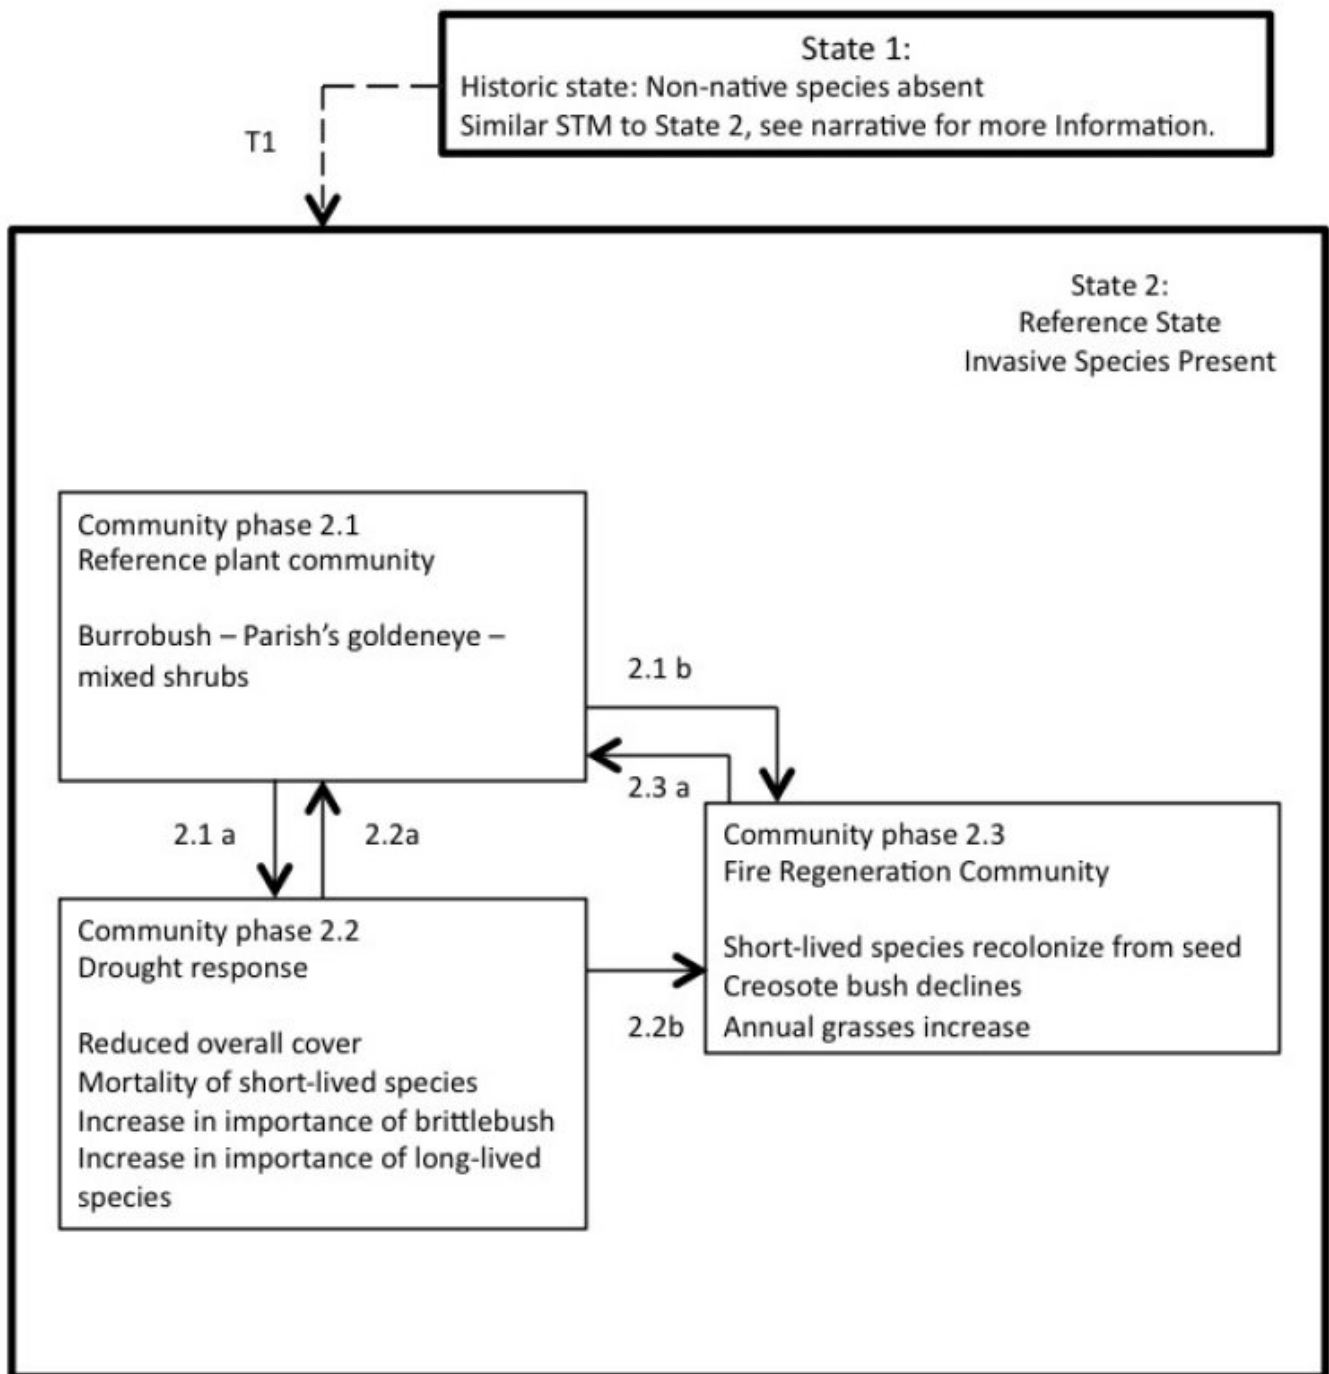 State 1:
Historic state: Non-native species absent
Similar STM to State 2, see narrative for more Information.
T1
State 2:
Reference State
Invasive Species Present
Community phase 2.1
Reference plant community
Burrobush – Parish’s goldeneye –
mixed shrubs
2.1 b
2.3 a
2.1 a
2.2a
Community phase 2.3
Fire Regeneration Community
Short-lived species recolonize from seed
Creosote bush declines
Annual grasses increase
Community phase 2.2
Drought response
Reduced overall cover
Mortality of short-lived species
Increase in importance of brittlebush
Increase in importance of long-lived
species
2.2b